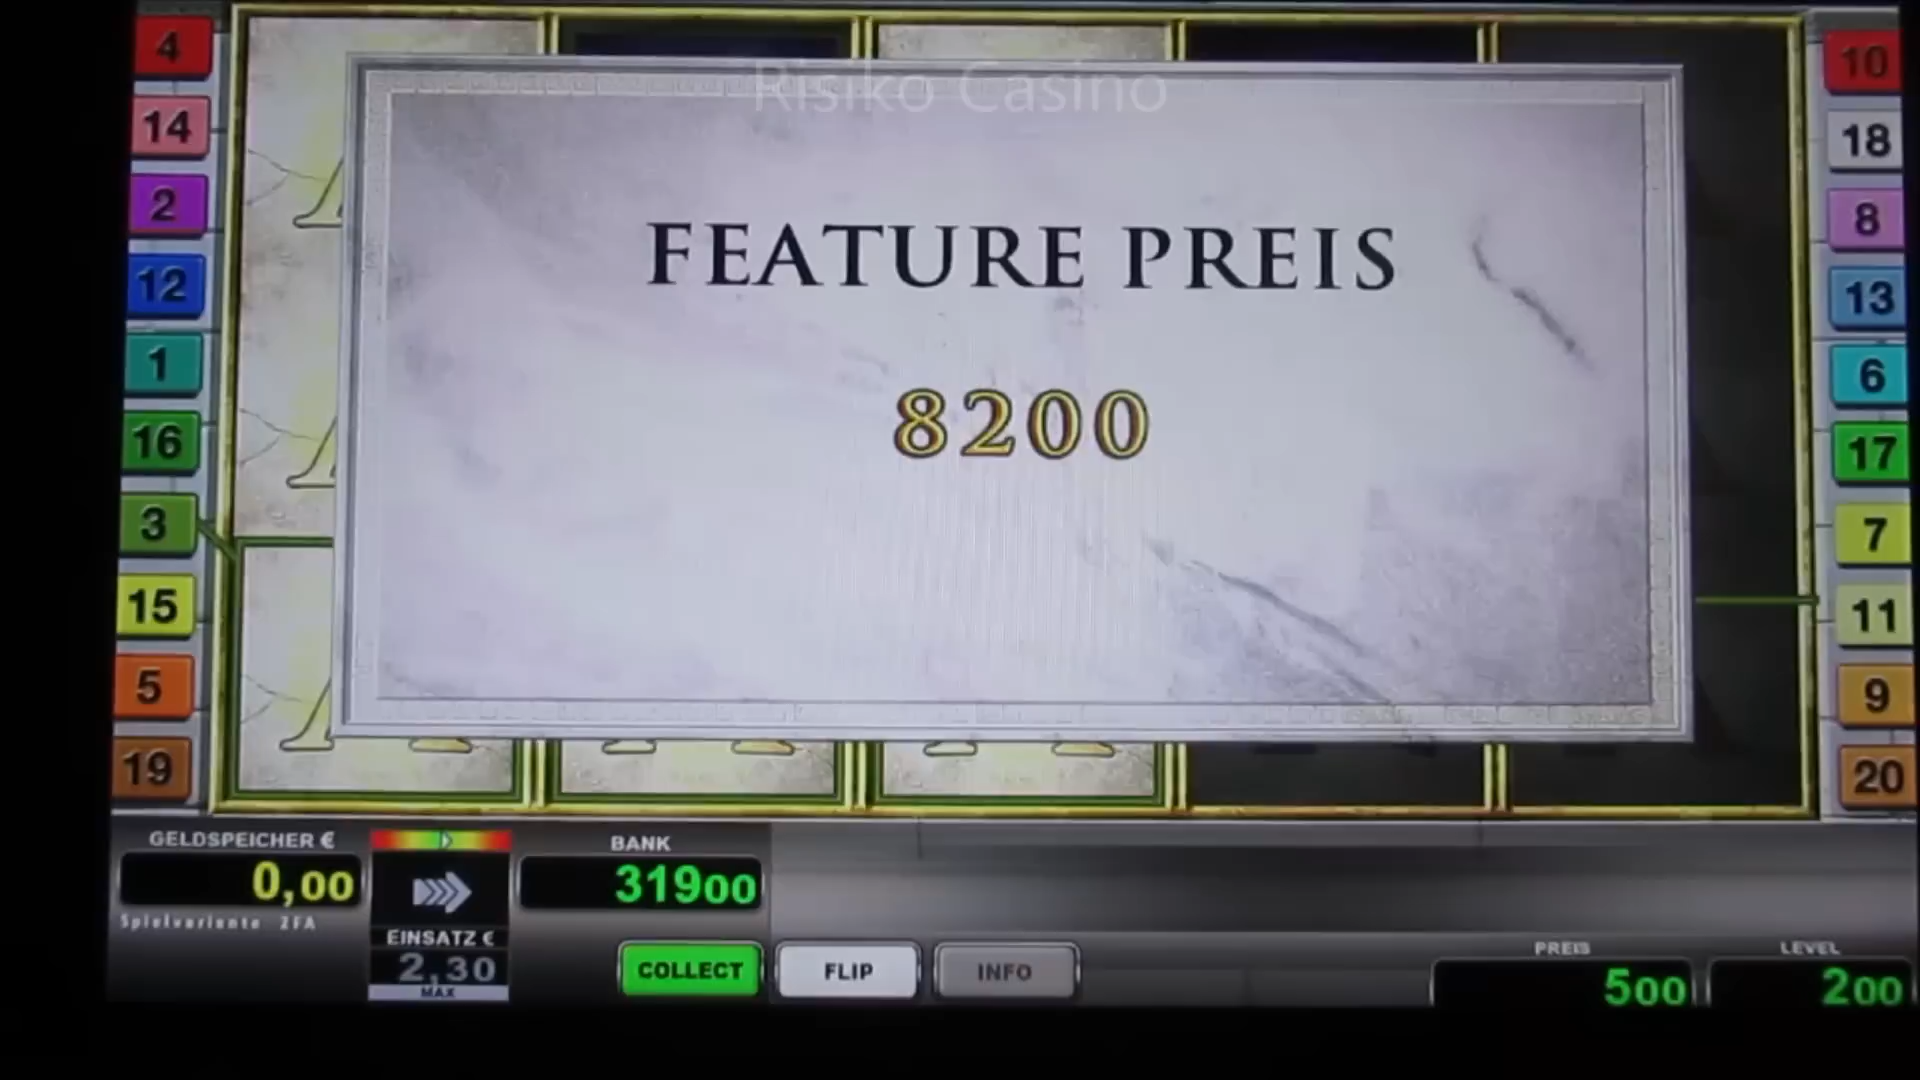 Risiko Casino
4
14
2
12
1
16
3
15
5
19
FEATURE PREIS
8200
10
18
8
13
6
17
7
11
9
20
GELDSPEICHER €
0,00
Spielvariante ZFA
EINSATZ €
2,30
MAX
BANK
31900
COLLECT
FLIP
INFO
PREIS
500
LEVEL
200